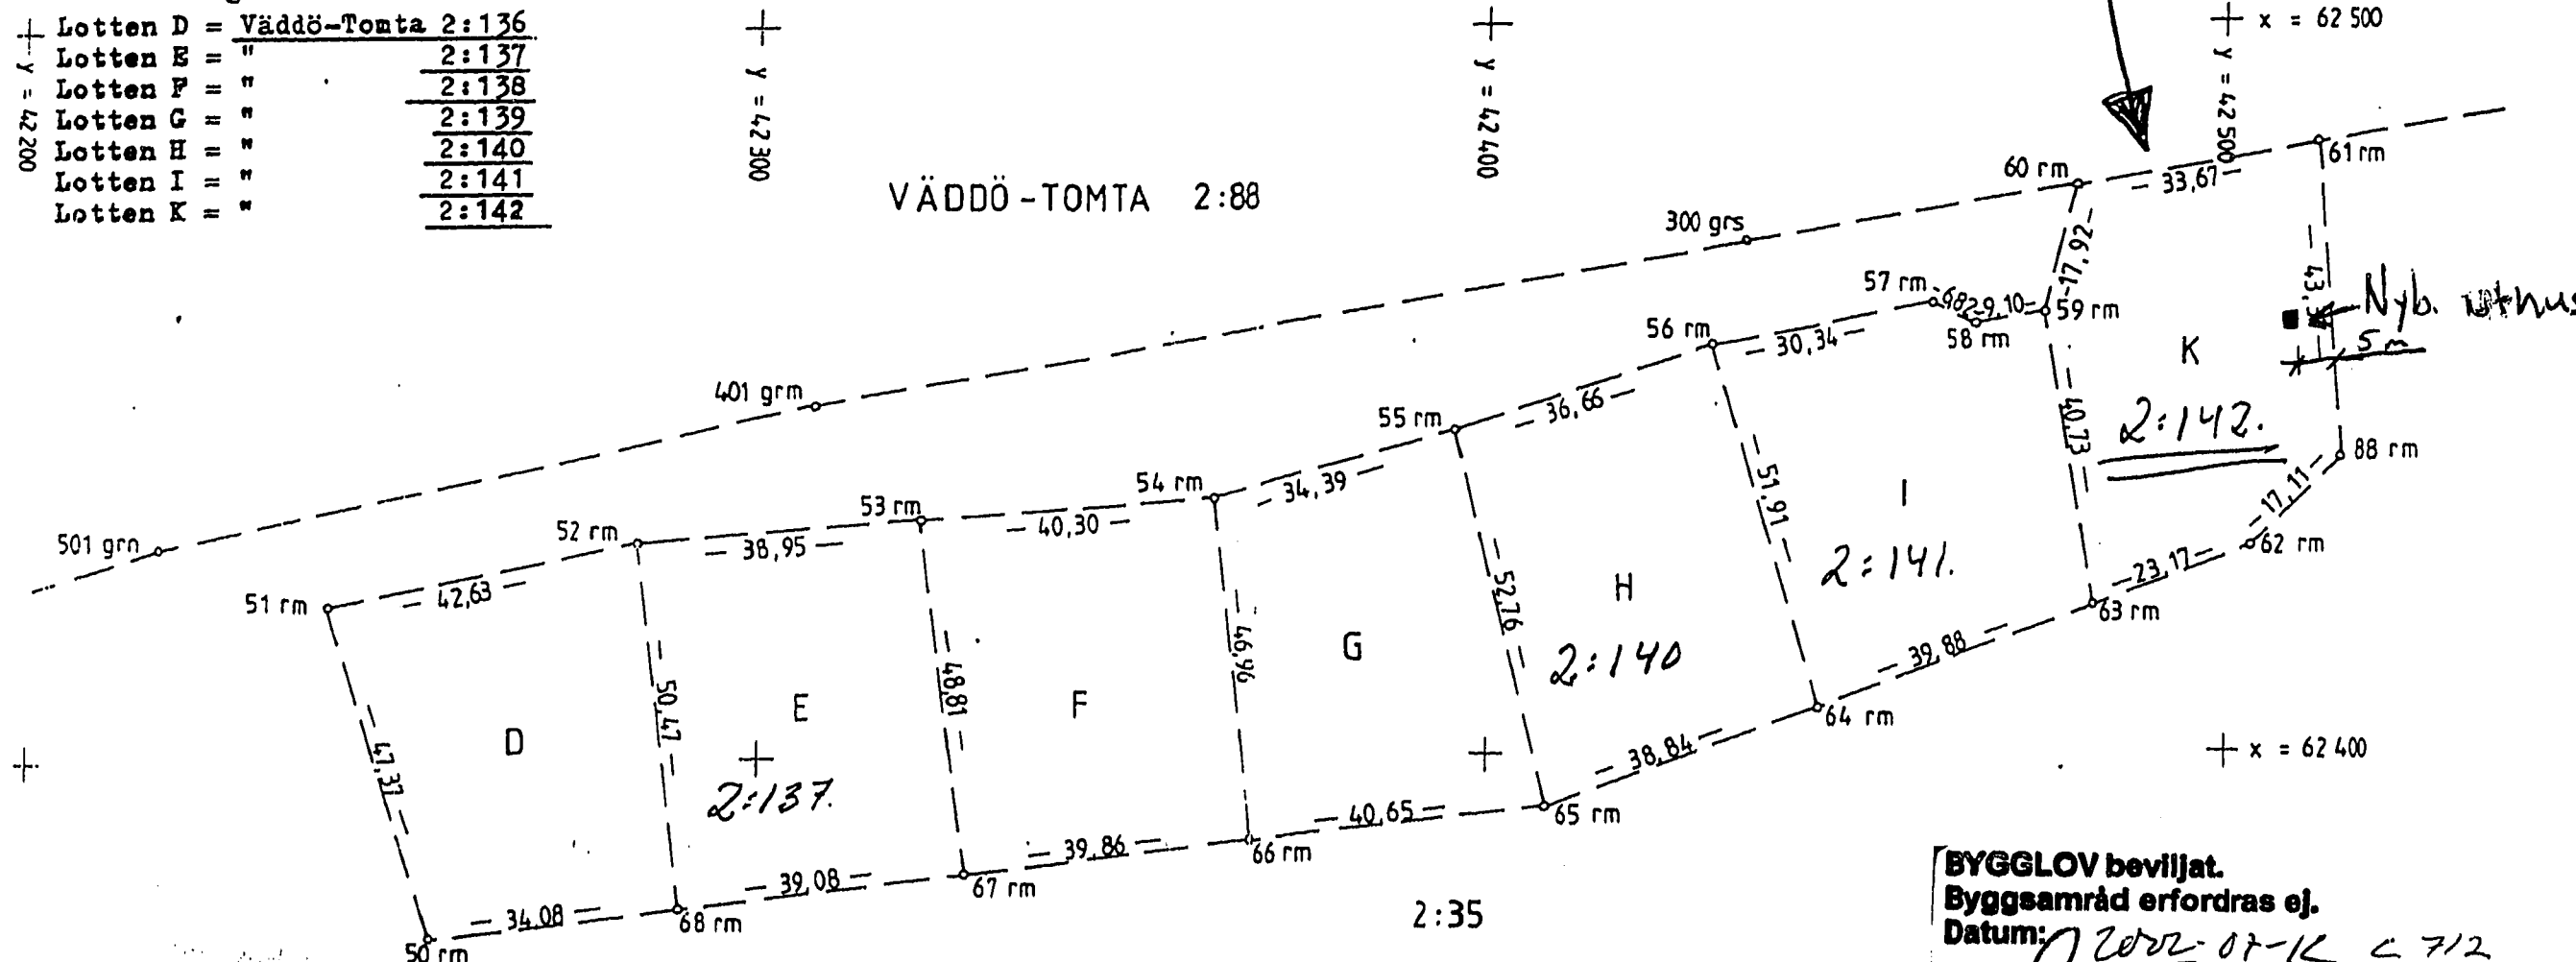 Lotten D = Väddö-Tomta 2:136
Lotten E = " 2:137
Lotten F = " 2:138
Lotten G = " 2:139
Lotten H = " 2:140
Lotten I = " 2:141
Lotten K = " 2:142
Y = 42 200
Y = 42 300
Y = 42 400
x = 62 500
Y = 42 500
VÄDDÖ-TOMTA 2:88
60 rm
33,67
61 rm
300 grs
17,92
57 rm
6,82
9,10
59 rm
58 rm
43,
Nyb. uthus
5 m
56 rm
30,34
K
401 grm
55 rm
36,66
40,73
2:142.
88 rm
54 rm
34,39
51,91
I
17,11
53 rm
40,30
52 rm
38,95
62 rm
501 grn
42,63
51 rm
52,76
H
2:141.
23,17
63 rm
46,96
G
2:140
39,88
50,47
48,81
E
F
D
64 rm
47,37
38,84
x = 62 400
2:137.
40,65
65 rm
39,86
66 rm
39,08
67 rm
34,08
68 rm
2:35
50 rm
BYGGLOV beviljat.
Byggsamråd erfordras ej.
Datum: 2002-07-12 712